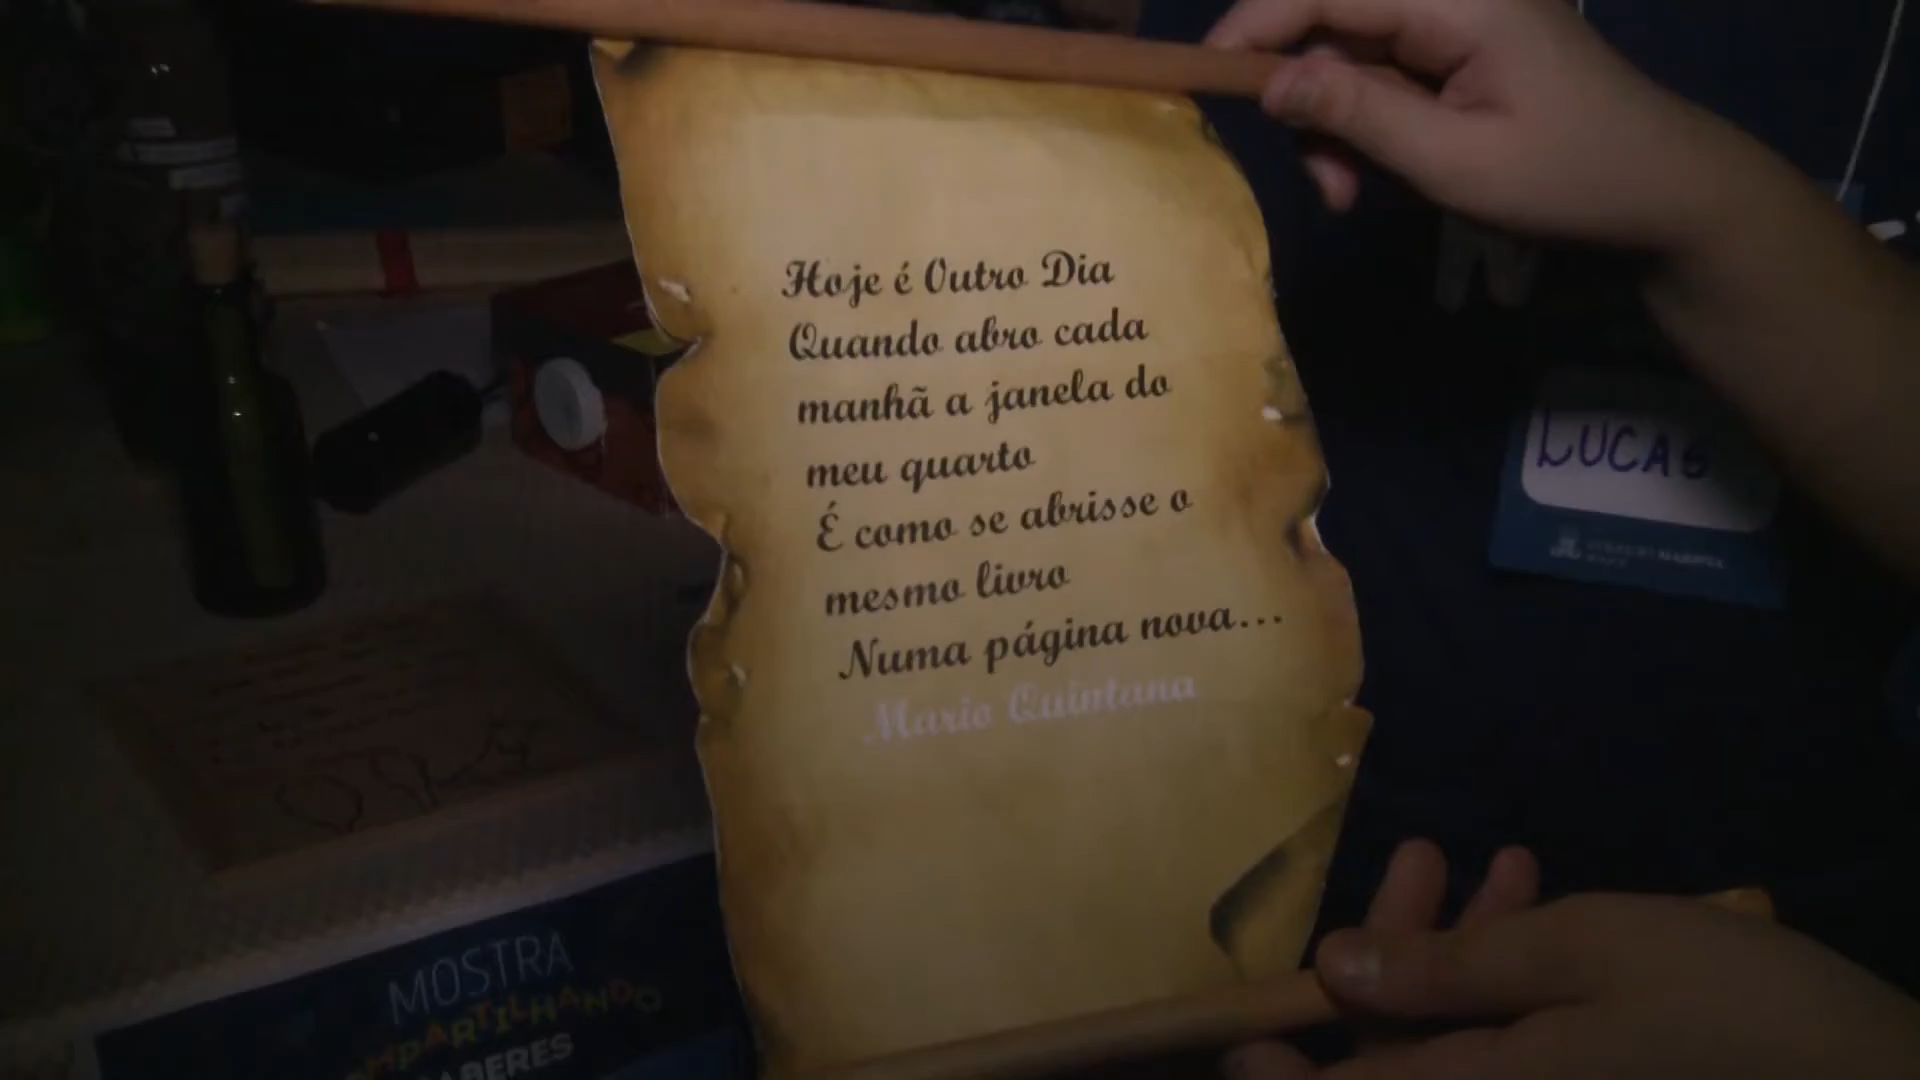 Hoje é Outro Dia
Quando abro cada
manhã a janela do
meu quarto
É como se abrisse o
mesmo livro
Numa página nova...
Mario Quintana
LUCAS
MOSTRA
COMPARTILHANDO
SABERES